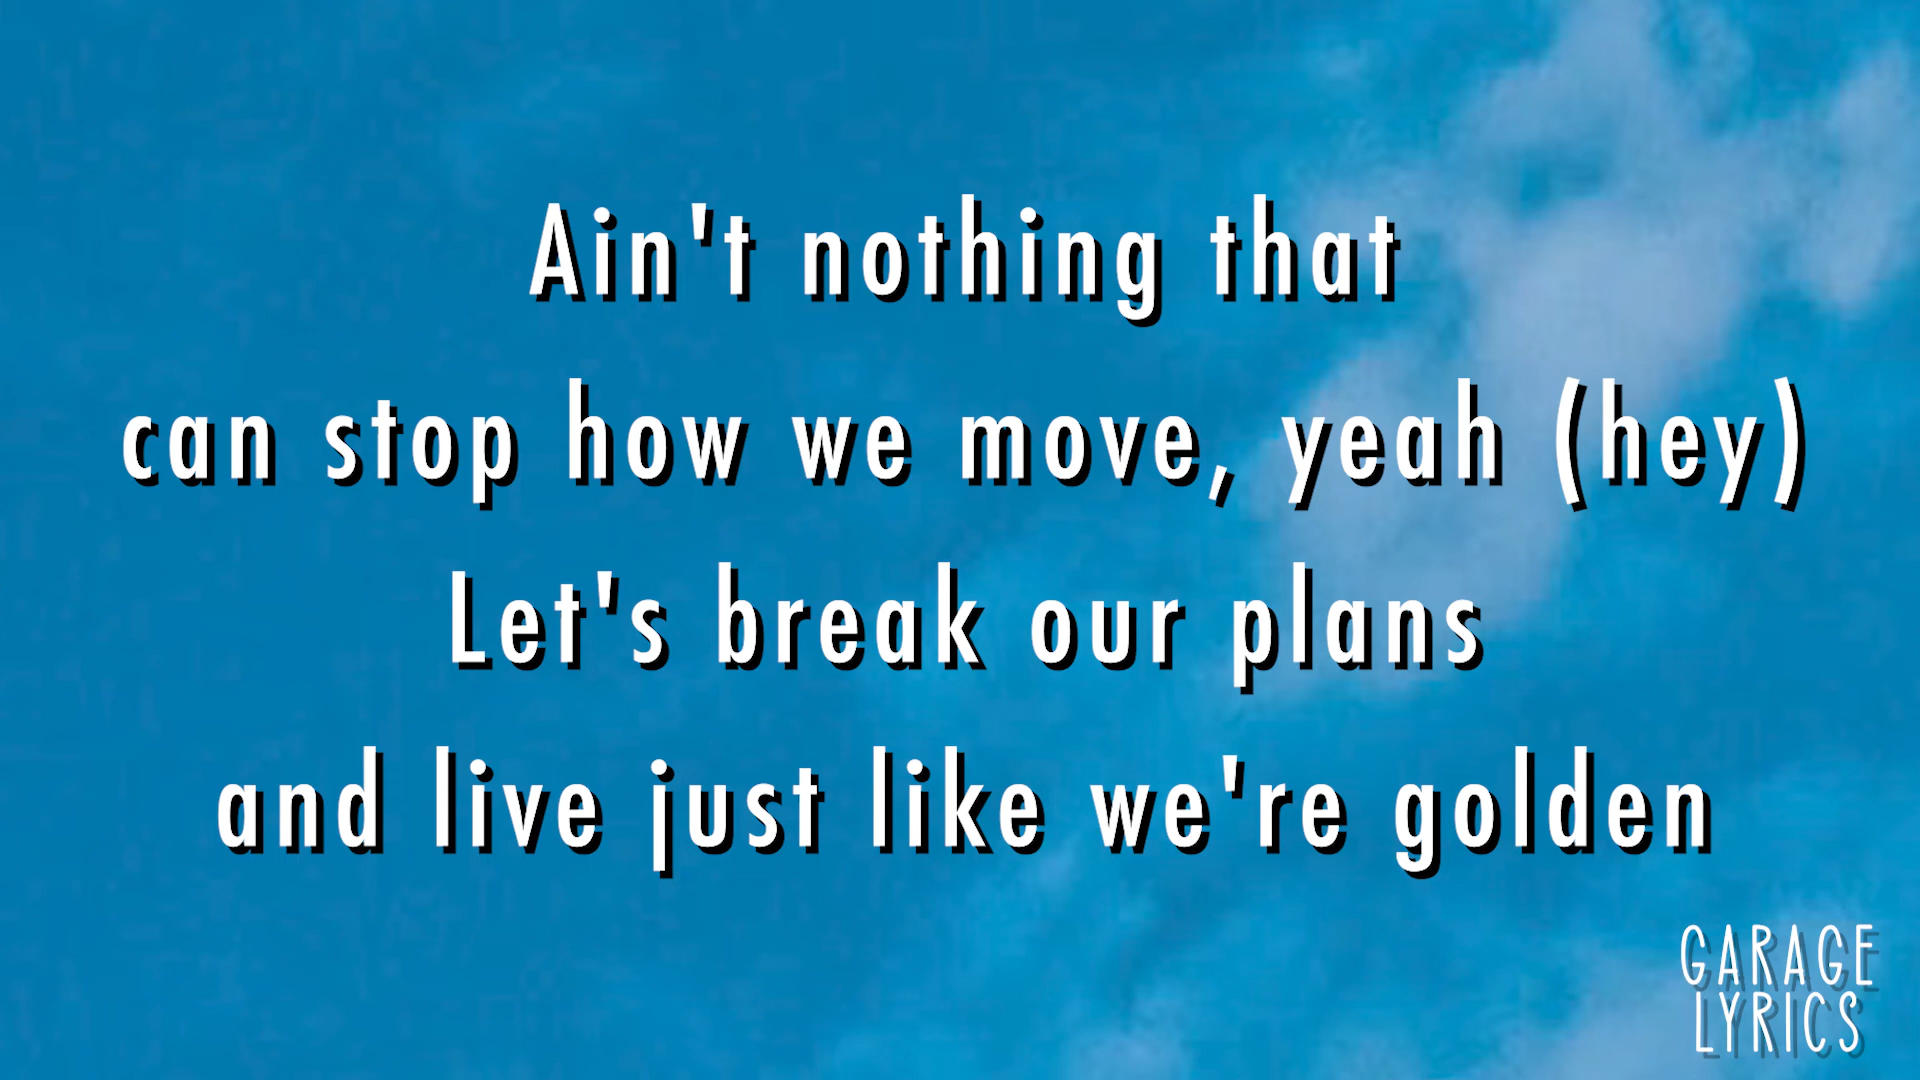 Ain't nothing that
can stop how we move, yeah (hey)
Let's break our plans
and live just like we're golden
GARAGE
LYRICS